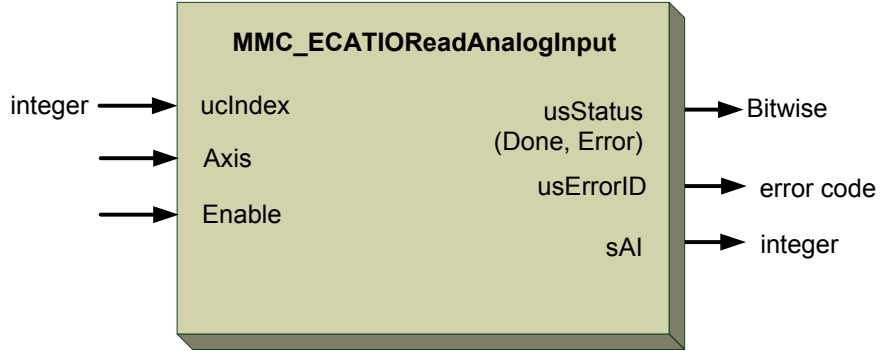 MMC_ECATIOReadAnalogInput
integer ucIndex usStatus Bitwise
(Done, Error)
Axis
usErrorID error code
Enable
sAI integer